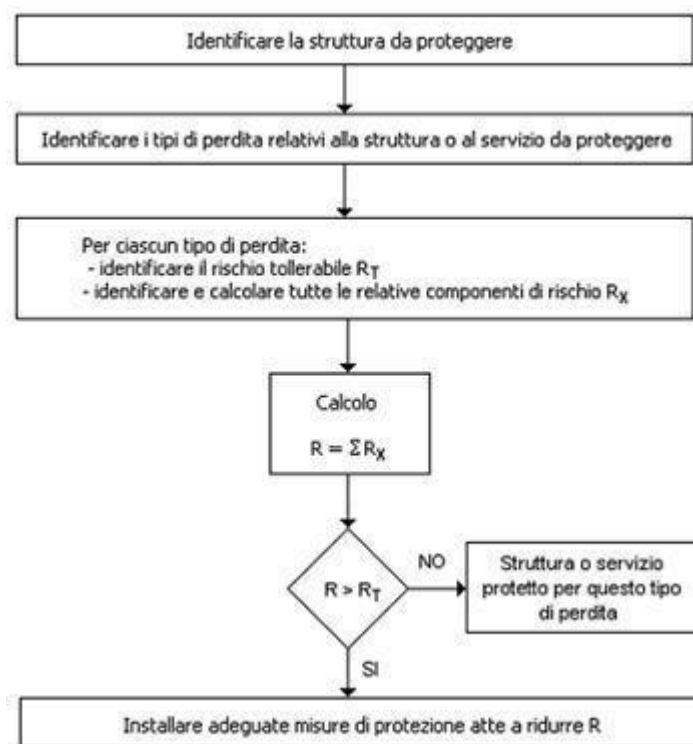 Identificare la struttura da proteggere
Identificare i tipi di perdita relativi alla struttura o al servizio da proteggere
Per ciascun tipo di perdita:
- identificare il rischio tollerabile RT
- identificare e calcolare tutte le relative componenti di rischio RX
Calcolo
R = ΣRX
R > RT
NO
Struttura o servizio
protetto per questo tipo
di perdita
SI
Installare adeguate misure di protezione atte a ridurre R